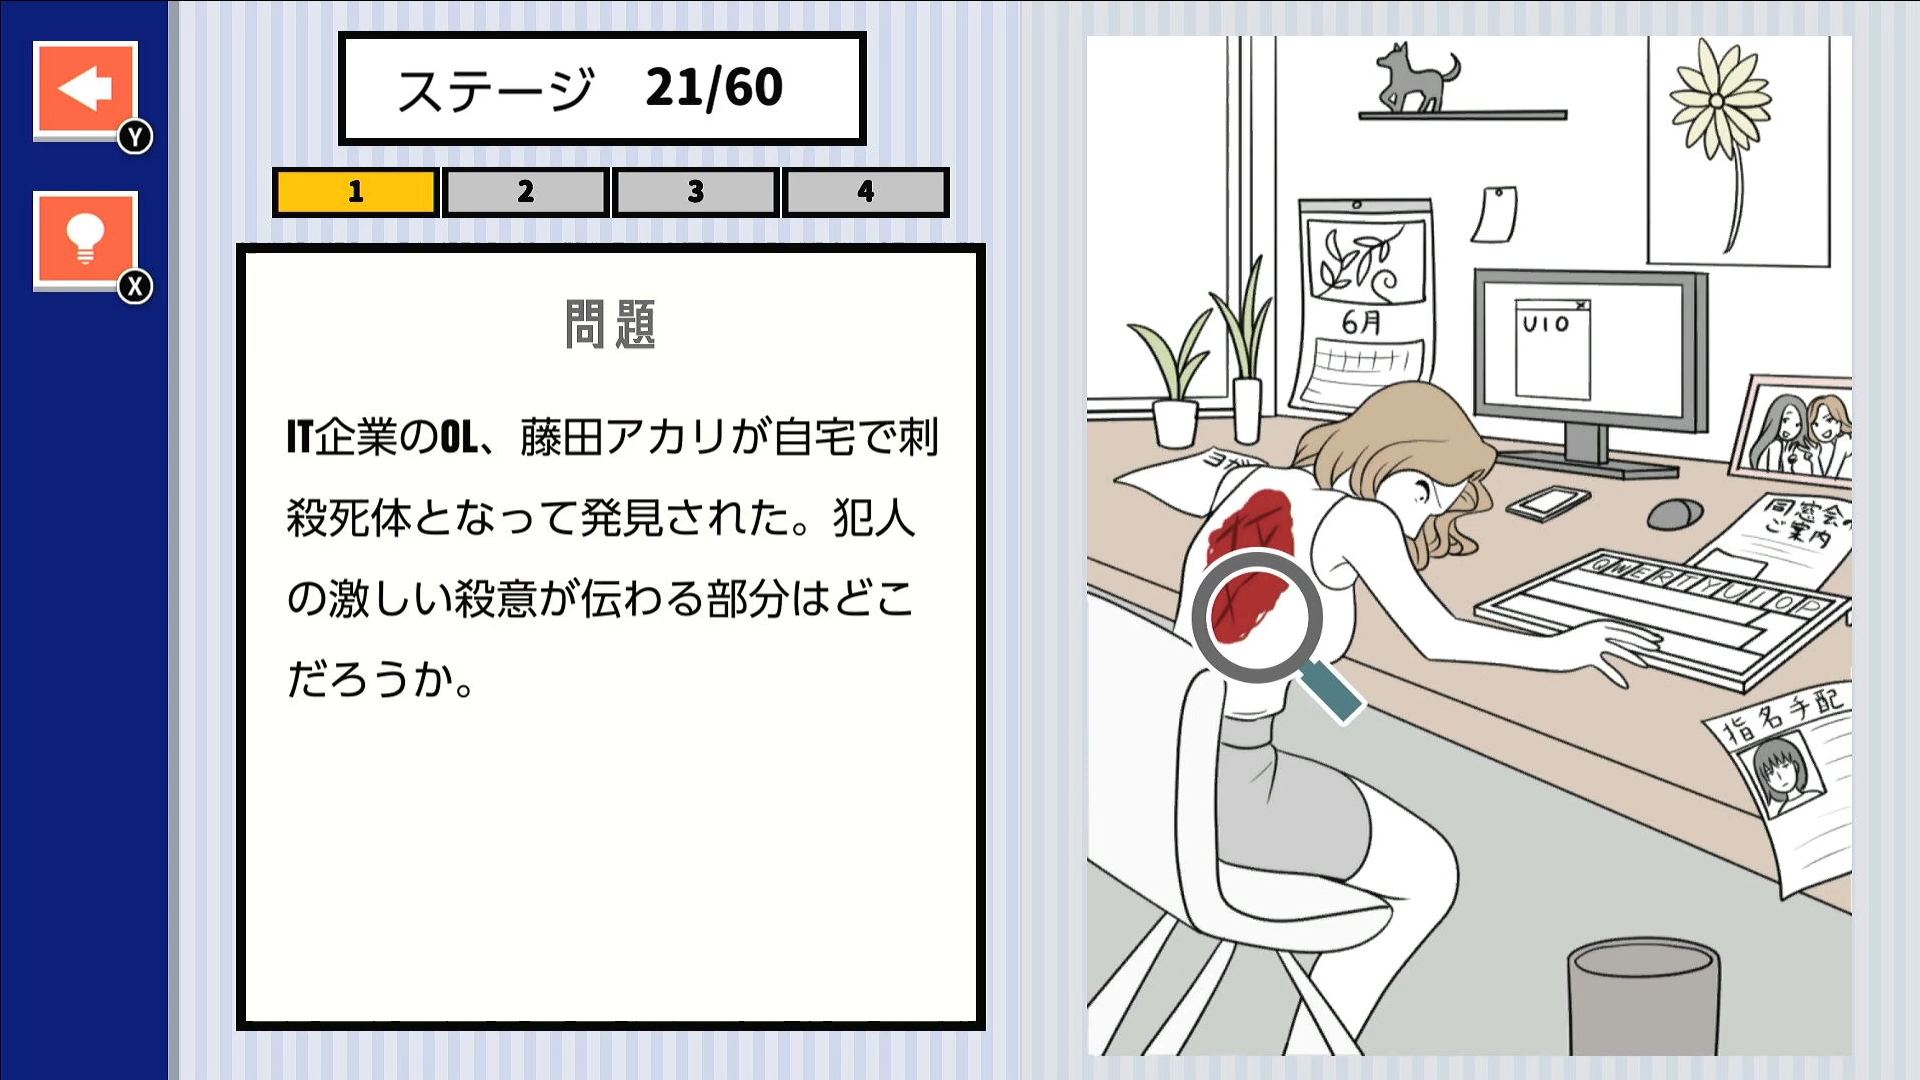 ステージ 21/60
Y
1 2 3 4
X
問題
IT企業のOL、藤田アカリが自宅で刺
殺死体となって発見された。犯人
の激しい殺意が伝わる部分はどこ
だろうか。
6月
UIO
X
同窓会の
ご案内
QWERTYUIOP
指名手配